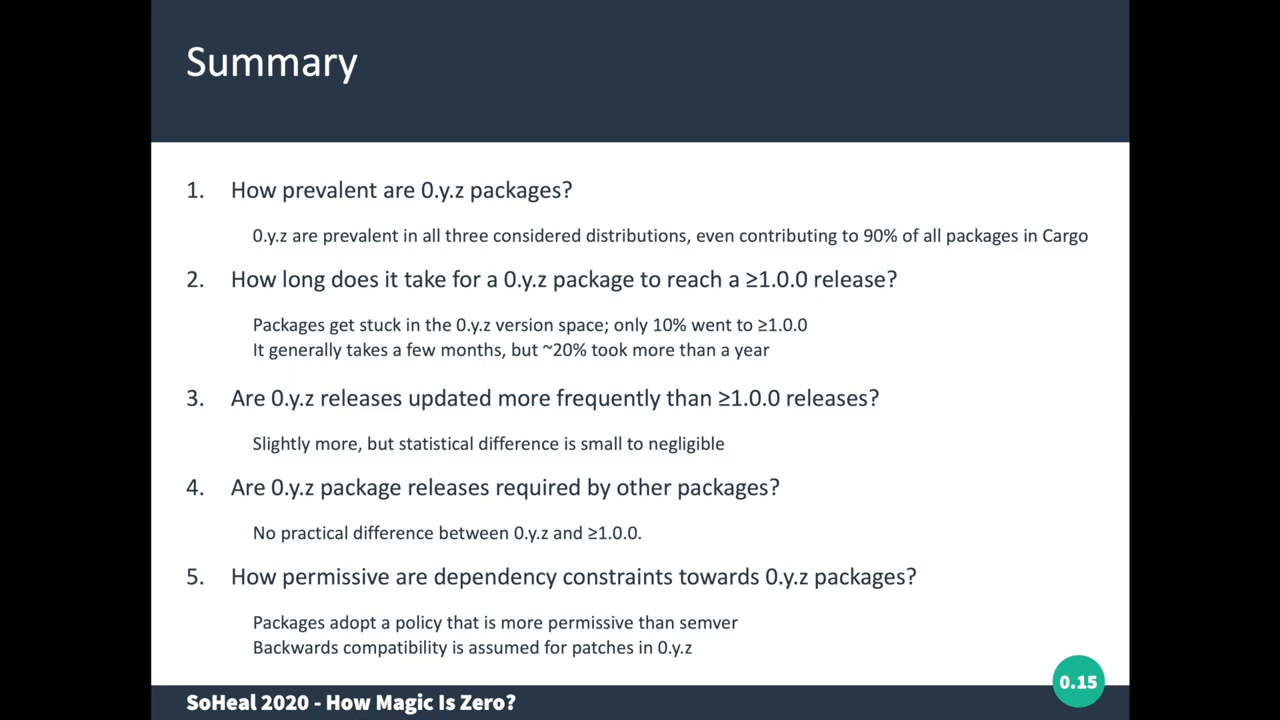 Summary
1. How prevalent are 0.y.z packages?
0.y.z are prevalent in all three considered distributions, even contributing to 90% of all packages in Cargo
2. How long does it take for a 0.y.z package to reach a ≥1.0.0 release?
Packages get stuck in the 0.y.z version space; only 10% went to ≥1.0.0
It generally takes a few months, but ~20% took more than a year
3. Are 0.y.z releases updated more frequently than ≥1.0.0 releases?
Slightly more, but statistical difference is small to negligible
4. Are 0.y.z package releases required by other packages?
No practical difference between 0.y.z and ≥1.0.0.
5. How permissive are dependency constraints towards 0.y.z packages?
Packages adopt a policy that is more permissive than semver
Backwards compatibility is assumed for patches in 0.y.z
0.15
SoHeal 2020 - How Magic Is Zero?